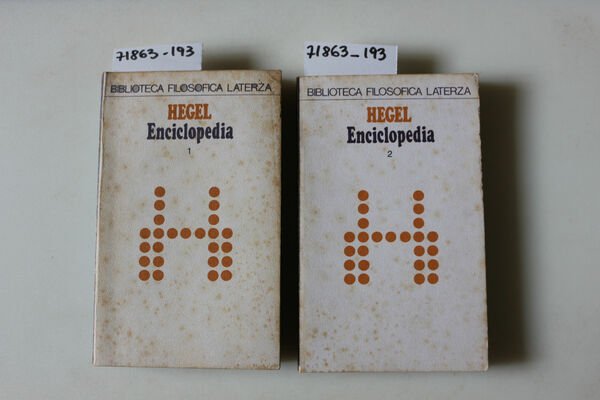 71863-193
BIBLIOTECA FILOSOFICA LATERZA
HEGEL
Enciclopedia
1
71863-193
BIBLIOTECA FILOSOFICA LATERZA
HEGEL
Enciclopedia
2